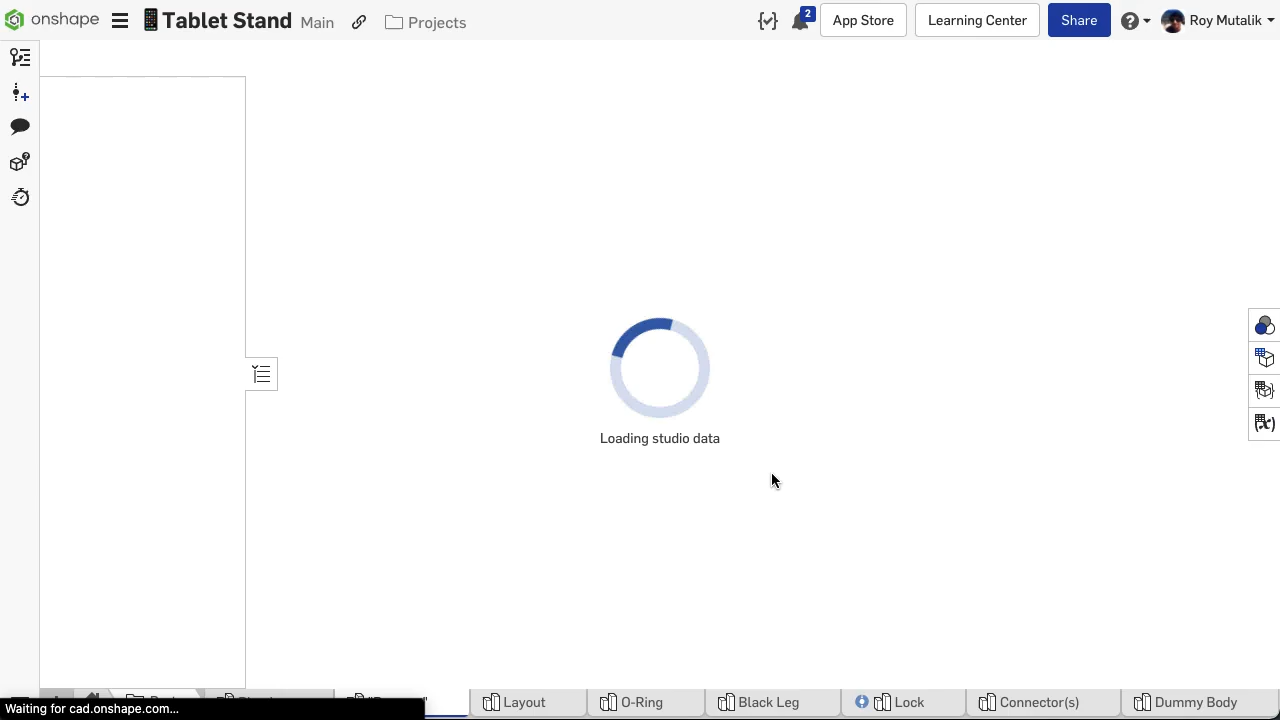 onshape Tablet Stand Main Projects 2 App Store Learning Center Share Roy Mutalik
Loading studio data
Layout O-Ring Black Leg Lock Connector(s) Dummy Body
Waiting for cad.onshape.com...